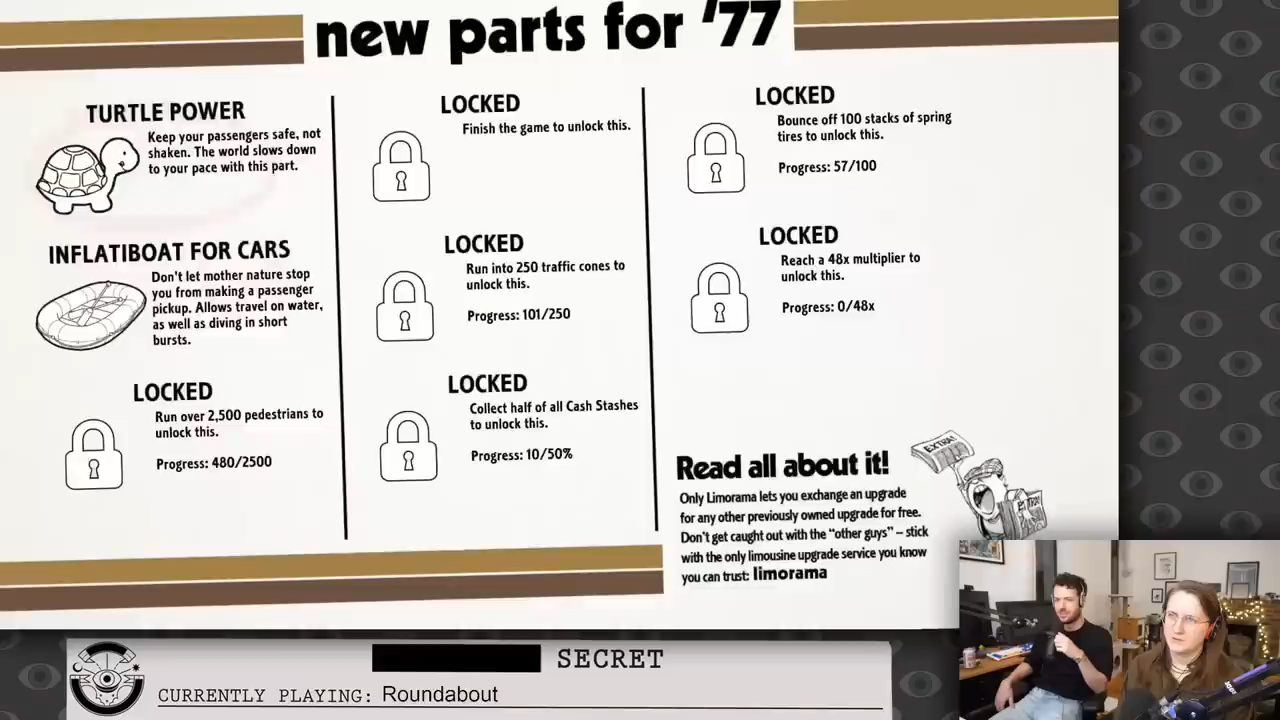 new parts for '77
TURTLE POWER
Keep your passengers safe, not
shaken. The world slows down
to your pace with this part.
INFLATIBOAT FOR CARS
Don't let mother nature stop
you from making a passenger
pickup. Allows travel on water,
as well as diving in short
bursts.
LOCKED
Run over 2,500 pedestrians to
unlock this.
Progress: 480/2500
LOCKED
Finish the game to unlock this.
LOCKED
Run into 250 traffic cones to
unlock this.
Progress: 101/250
LOCKED
Collect half of all Cash Stashes
to unlock this.
Progress: 10/50%
LOCKED
Bounce off 100 stacks of spring
tires to unlock this.
Progress: 57/100
LOCKED
Reach a 48x multiplier to
unlock this.
Progress: 0/48x
Read all about it!
EXTRA!
Only Limorama lets you exchange an upgrade
for any other previously owned upgrade for free.
Don't get caught out with the “other guys” – stick
with the only limousine upgrade service you know
you can trust: limorama
SECRET
CURRENTLY PLAYING: Roundabout